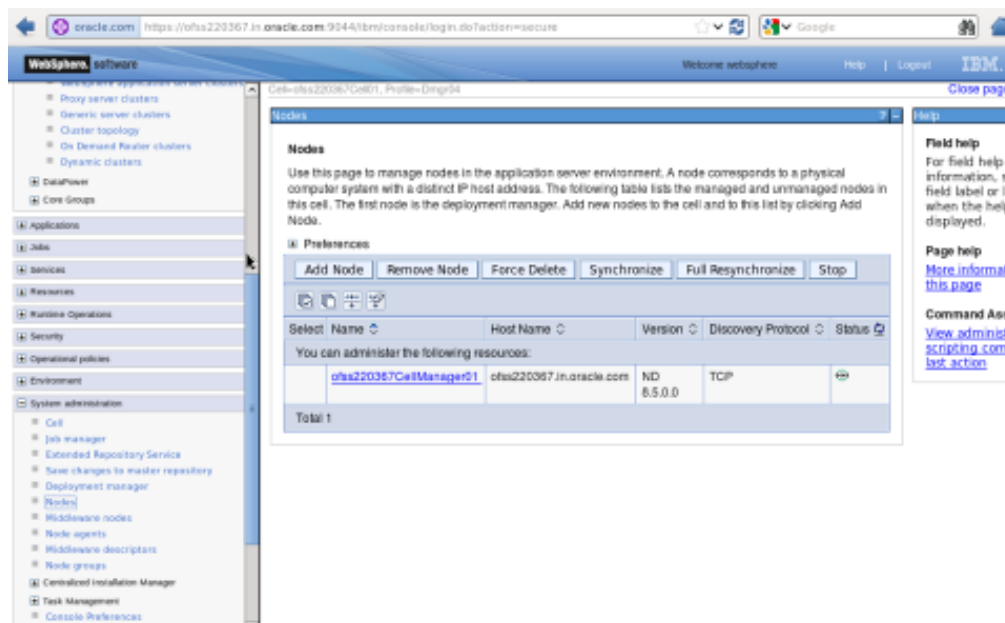 oracle.com https://ofss220367.in.oracle.com:9044/ibm/console/login.do?action=secure
Google
WebSphere. software
Welcome websphere
Help | Logout
IBM.
WebSphere application server clusters
Proxy server clusters
Generic server clusters
Cluster topology
On Demand Router clusters
Dynamic clusters
DataPower
Core Groups
Applications
Jobs
Services
Resources
Runtime Operations
Security
Operational policies
Environment
System administration
Cell
Job manager
Extended Repository Service
Save changes to master repository
Deployment manager
Nodes
Middleware nodes
Node agents
Middleware descriptors
Node groups
Centralized Installation Manager
Task Management
Console Preferences
Cell=ofss220367Cell01, Profile=Dmgr04
Close page
Nodes
? –
Nodes
Use this page to manage nodes in the application server environment. A node corresponds to a physical
computer system with a distinct IP host address. The following table lists the managed and unmanaged nodes in
this cell. The first node is the deployment manager. Add new nodes to the cell and to this list by clicking Add
Node.
Preferences
Add Node Remove Node Force Delete Synchronize Full Resynchronize Stop
Select Name Host Name Version Discovery Protocol Status
You can administer the following resources:
ofss220367CellManager01 ofss220367.in.oracle.com ND 8.5.0.0 TCP
Total 1
Help
Field help
For field help
information,
field label or
when the help
displayed.
Page help
More informa
this page
Command Ass
View administ
scripting com
last action